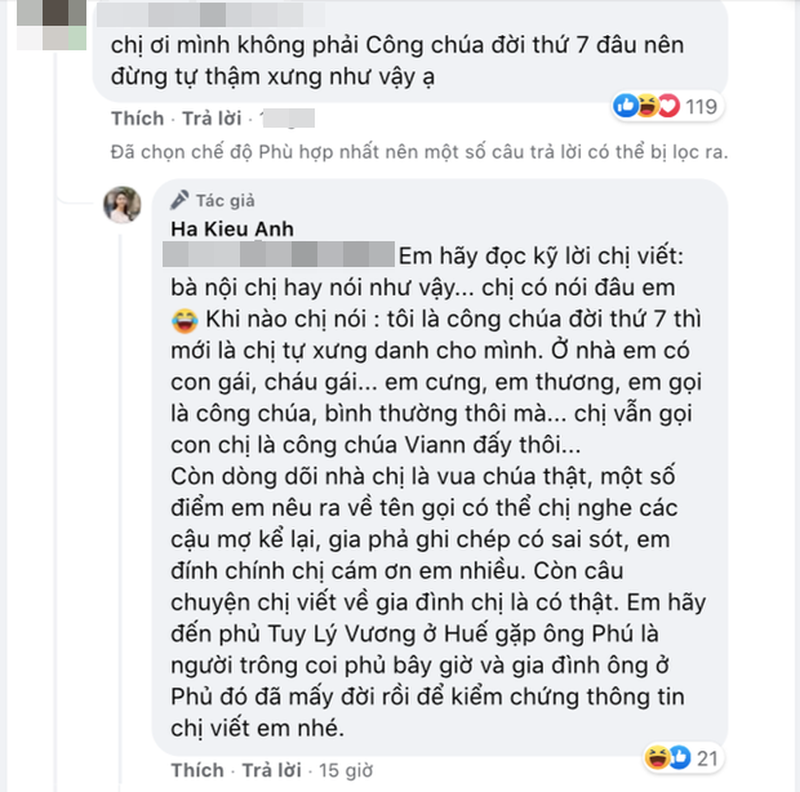 chị ơi mình không phải Công chúa đời thứ 7 đâu nên
đừng tự thậm xưng như vậy ạ
119
Thích · Trả lời ·
Đã chọn chế độ Phù hợp nhất nên một số câu trả lời có thể bị lọc ra.
Tác giả
Ha Kieu Anh
Em hãy đọc kỹ lời chị viết:
bà nội chị hay nói như vậy... chị có nói đâu em
😂 Khi nào chị nói : tôi là công chúa đời thứ 7 thì
mới là chị tự xưng danh cho mình. Ở nhà em có
con gái, cháu gái... em cưng, em thương, em gọi
là công chúa, bình thường thôi mà... chị vẫn gọi
con chị là công chúa Viann đấy thôi...
Còn dòng dõi nhà chị là vua chúa thật, một số
điểm em nêu ra về tên gọi có thể chị nghe các
cậu mợ kể lại, gia phả ghi chép có sai sót, em
đính chính chị cám ơn em nhiều. Còn câu
chuyện chị viết về gia đình chị là có thật. Em hãy
đến phủ Tuy Lý Vương ở Huế gặp ông Phú là
người trông coi phủ bây giờ và gia đình ông ở
Phủ đó đã mấy đời rồi để kiểm chứng thông tin
chị viết em nhé.
21
Thích · Trả lời · 15 giờ